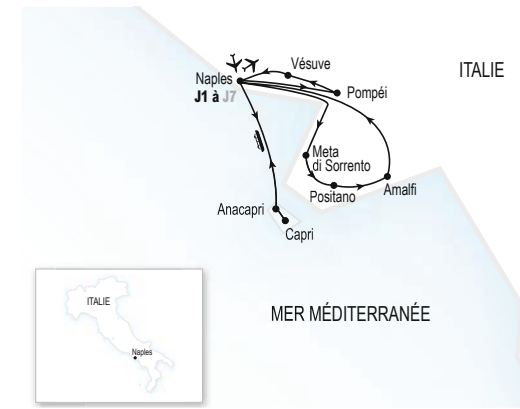 Vésuve
ITALIE
Naples
J1 à J7
Pompéi
Meta
di Sorrento
Positano
Amalfi
Anacapri
Capri
MER MÉDITERRANÉE
ITALIE
Naples